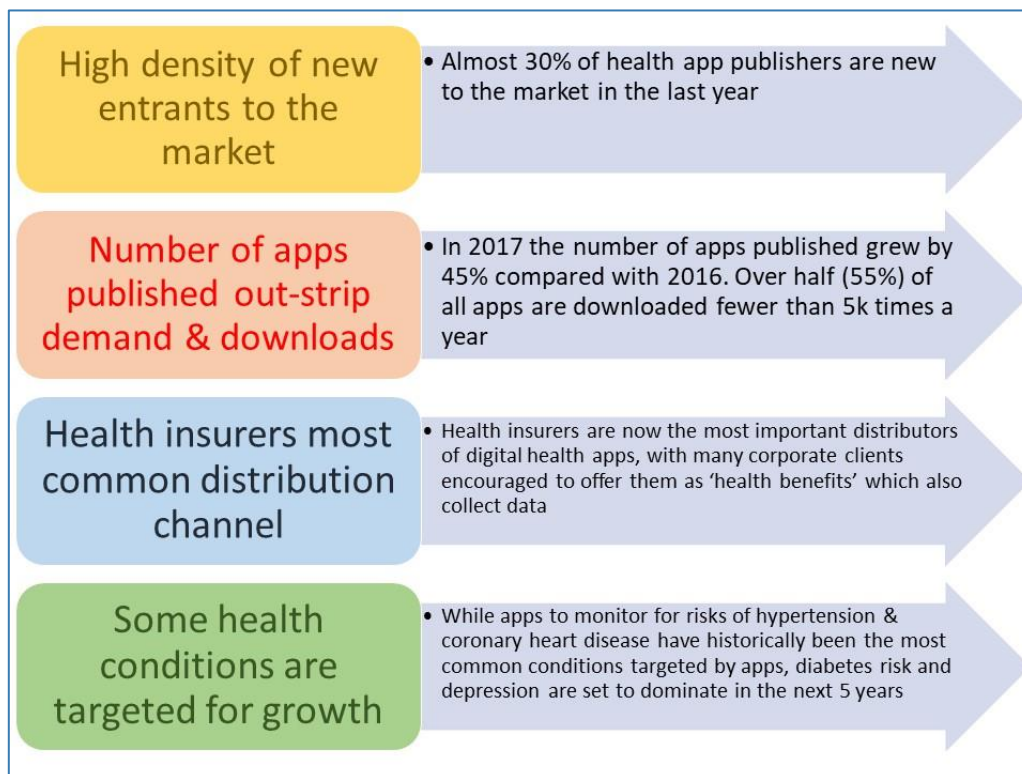 High density of new
entrants to the
market
• Almost 30% of health app publishers are new
to the market in the last year
Number of apps
published out-strip
demand & downloads
• In 2017 the number of apps published grew by
45% compared with 2016. Over half (55%) of
all apps are downloaded fewer than 5k times a
year
Health insurers most
common distribution
channel
• Health insurers are now the most important distributors
of digital health apps, with many corporate clients
encouraged to offer them as ‘health benefits’ which also
collect data
Some health
conditions are
targeted for growth
• While apps to monitor for risks of hypertension &
coronary heart disease have historically been the most
common conditions targeted by apps, diabetes risk and
depression are set to dominate in the next 5 years